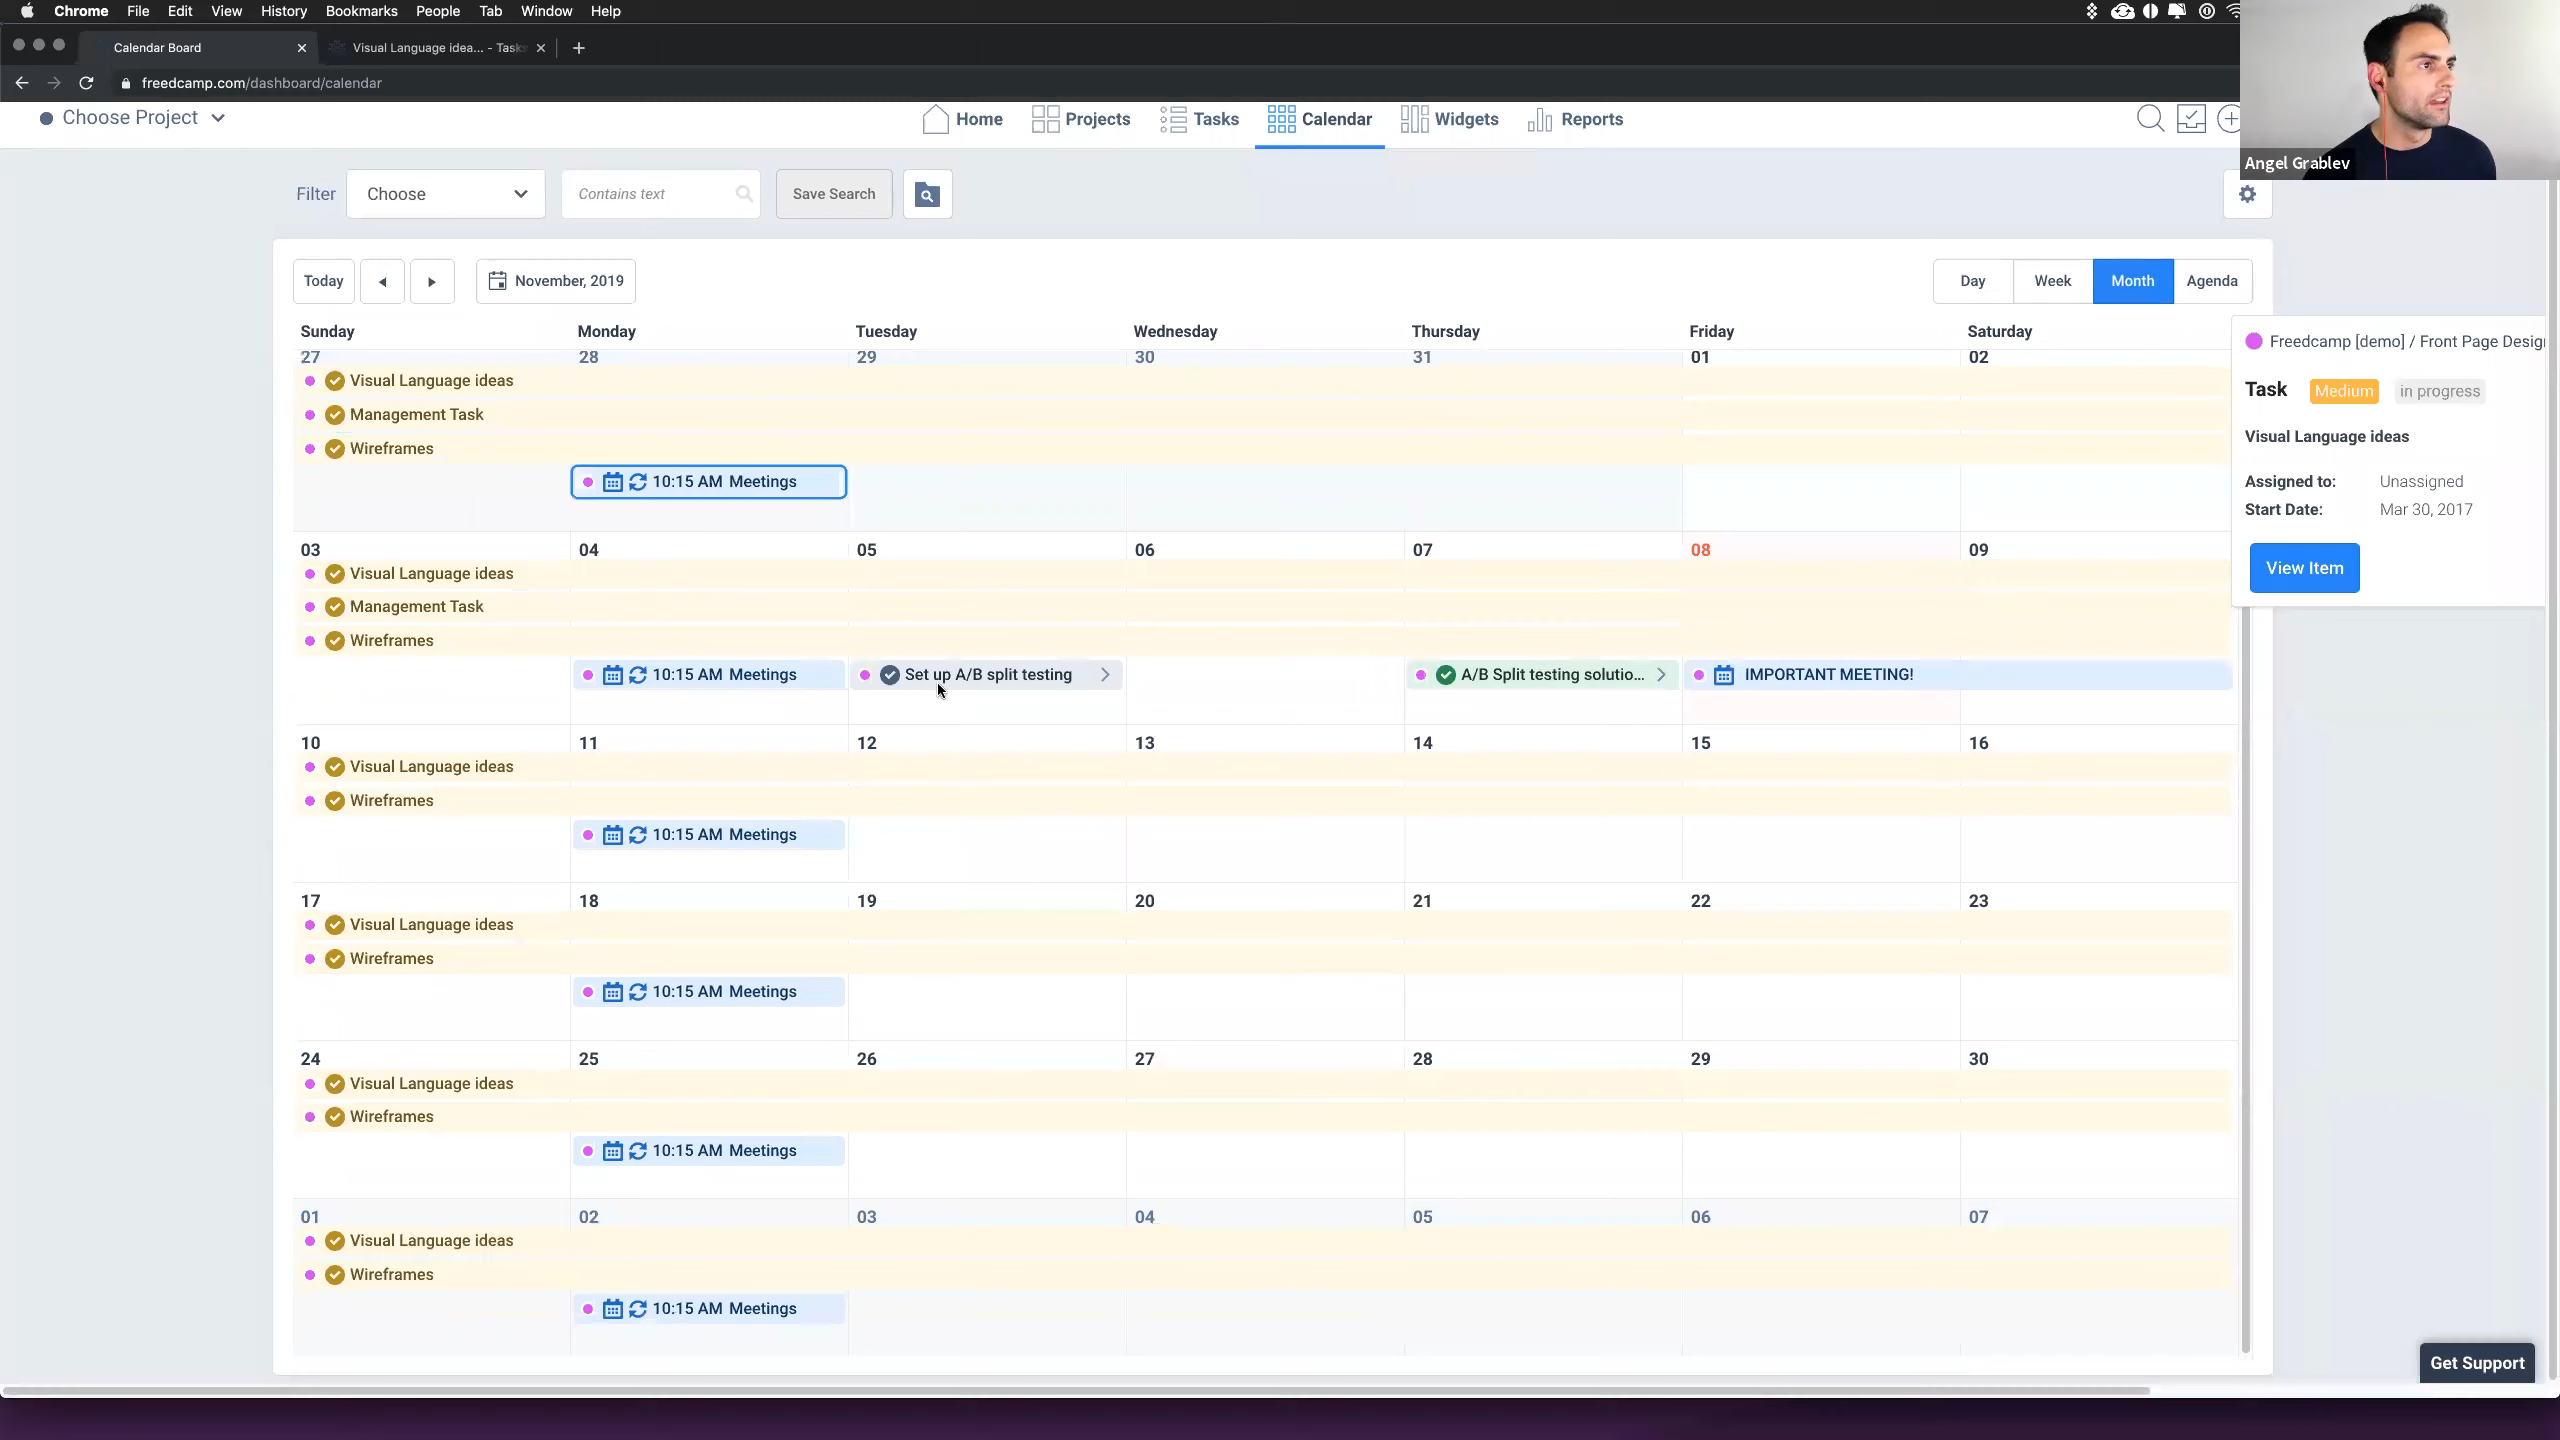 Chrome File Edit View History Bookmarks People Tab Window Help
Calendar Board
Visual Language idea... - Task
freedcamp.com/dashboard/calendar
Choose Project
Home Projects Tasks Calendar Widgets Reports
Angel Grablev
Filter Choose Contains text Save Search
Today November, 2019 Day Week Month Agenda
Sunday Monday Tuesday Wednesday Thursday Friday Saturday
27 28 29 30 31 01 02
Visual Language ideas
Management Task
Wireframes
10:15 AM Meetings
03 04 05 06 07 08 09
Visual Language ideas
Management Task
Wireframes
10:15 AM Meetings Set up A/B split testing A/B Split testing solutio... IMPORTANT MEETING!
10 11 12 13 14 15 16
Visual Language ideas
Wireframes
10:15 AM Meetings
17 18 19 20 21 22 23
Visual Language ideas
Wireframes
10:15 AM Meetings
24 25 26 27 28 29 30
Visual Language ideas
Wireframes
10:15 AM Meetings
01 02 03 04 05 06 07
Visual Language ideas
Wireframes
10:15 AM Meetings
Freedcamp [demo] / Front Page Desig
Task Medium in progress
Visual Language ideas
Assigned to: Unassigned
Start Date: Mar 30, 2017
View Item
Get Support